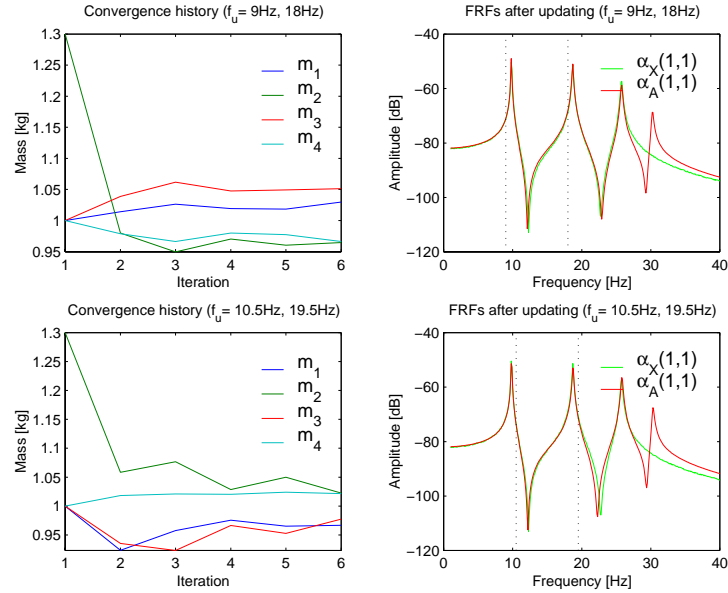 Convergence history (f_u= 9Hz, 18Hz)
Mass [kg]
1.3
1.25
1.2
1.15
1.1
1.05
1
0.95
m_1
m_2
m_3
m_4
1 2 3 4 5 6
Iteration
FRFs after updating (f_u= 9Hz, 18Hz)
Amplitude [dB]
−40
−60
−80
−100
−120
α_X(1,1)
α_A(1,1)
0 10 20 30 40
Frequency [Hz]
Convergence history (f_u= 10.5Hz, 19.5Hz)
Mass [kg]
1.3
1.25
1.2
1.15
1.1
1.05
1
0.95
m_1
m_2
m_3
m_4
1 2 3 4 5 6
Iteration
FRFs after updating (f_u= 10.5Hz, 19.5Hz)
Amplitude [dB]
−40
−60
−80
−100
−120
α_X(1,1)
α_A(1,1)
0 10 20 30 40
Frequency [Hz]